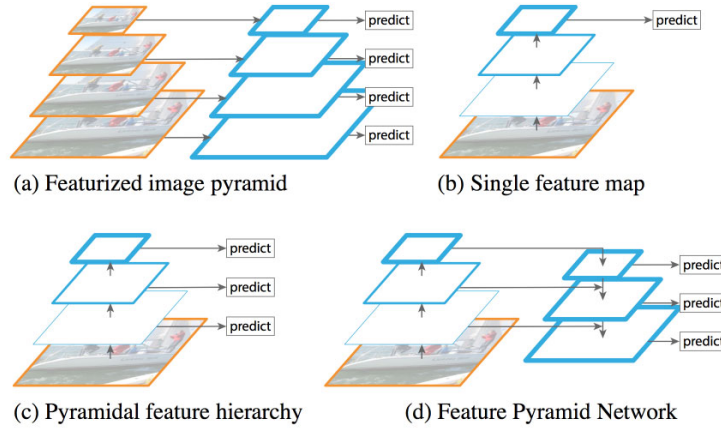 predict
predict
predict
predict
(a) Featurized image pyramid
predict
(b) Single feature map
predict
predict
predict
(c) Pyramidal feature hierarchy
predict
predict
predict
(d) Feature Pyramid Network